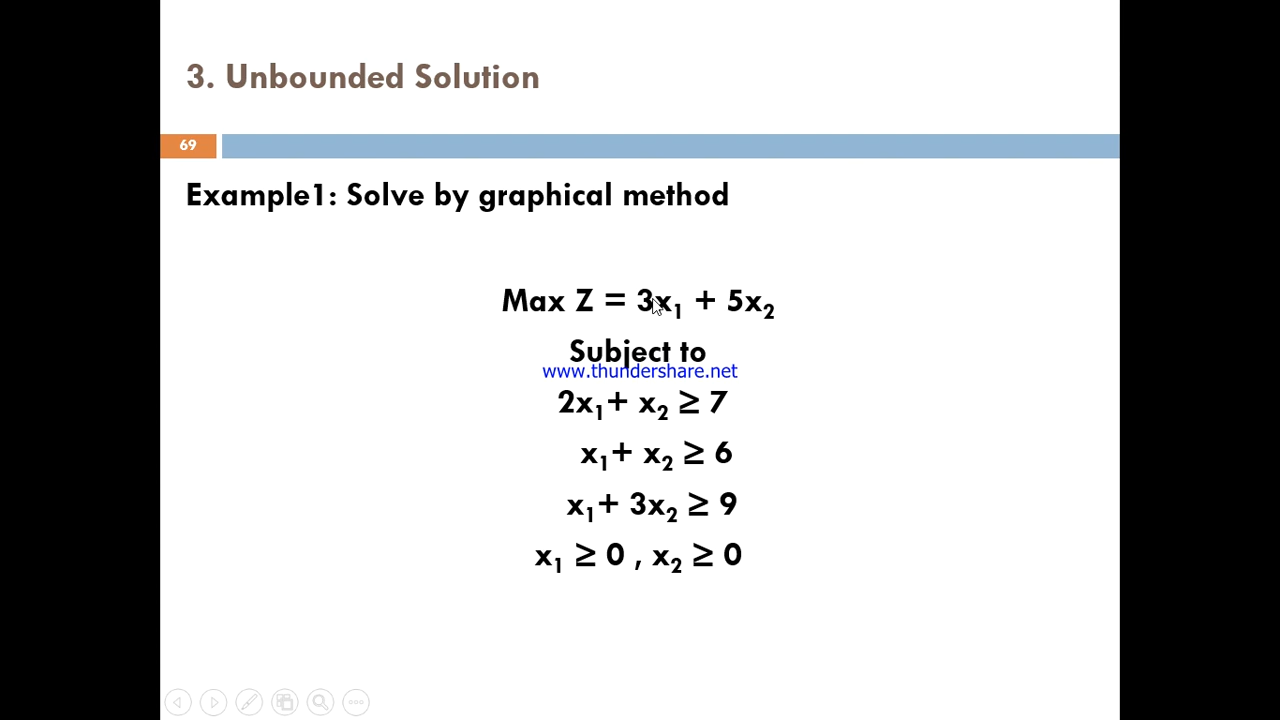 3. Unbounded Solution
69
Example1: Solve by graphical method
Max Z = 3x₁ + 5x₂
Subject to
www.thundershare.net
2x₁+ x₂ ≥ 7
x₁+ x₂ ≥ 6
x₁+ 3x₂ ≥ 9
x₁ ≥ 0 , x₂ ≥ 0